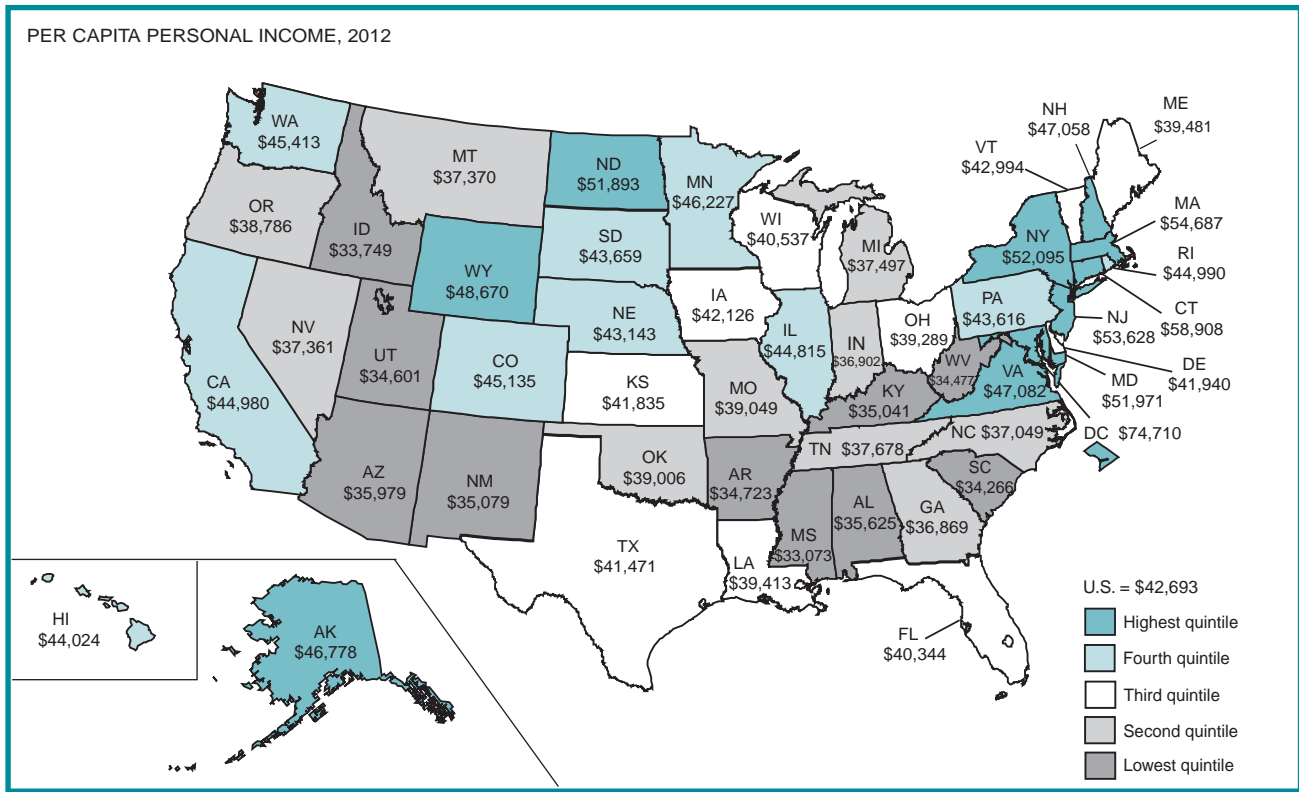 PER CAPITA PERSONAL INCOME, 2012
WA
$45,413
OR
$38,786
CA
$44,980
NV
$37,361
ID
$33,749
MT
$37,370
WY
$48,670
UT
$34,601
AZ
$35,979
NM
$35,079
CO
$45,135
ND
$51,893
SD
$43,659
NE
$43,143
KS
$41,835
OK
$39,006
TX
$41,471
MN
$46,227
IA
$42,126
MO
$39,049
AR
$34,723
LA
$39,413
WI
$40,537
IL
$44,815
MI
$37,497
IN
$36,902
OH
$39,289
KY
$35,041
TN $37,678
MS
$33,073
AL
$35,625
GA
$36,869
FL
$40,344
SC
$34,266
NC $37,049
VA
$47,082
WV
$34,477
PA
$43,616
NY
$52,095
VT
$42,994
NH
$47,058
ME
$39,481
MA
$54,687
RI
$44,990
CT
$58,908
NJ
$53,628
DE
$41,940
MD
$51,971
DC $74,710
HI
$44,024
AK
$46,778
U.S. = $42,693
Highest quintile
Fourth quintile
Third quintile
Second quintile
Lowest quintile